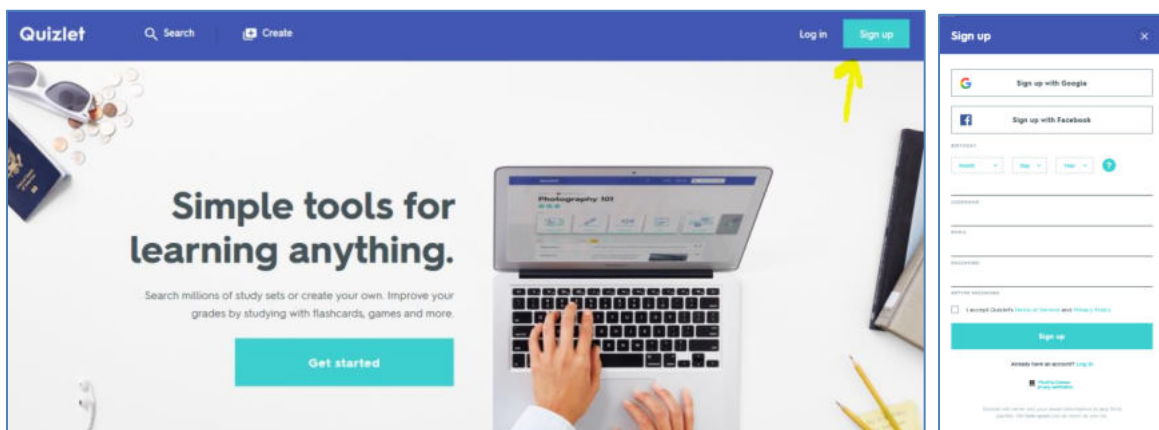 Quizlet
Search
Create
Log in
Sign up
Simple tools for
learning anything.
Search millions of study sets or create your own. Improve your
grades by studying with flashcards, games and more.
Get started
Photography 101
Sign up
Sign up with Google
Sign up with Facebook
BIRTHDAY
Month
Day
Year
?
USERNAME
EMAIL
PASSWORD
RETYPE PASSWORD
I accept Quizlet's Terms of Service and Privacy Policy
Sign up
Already have an account? Log in